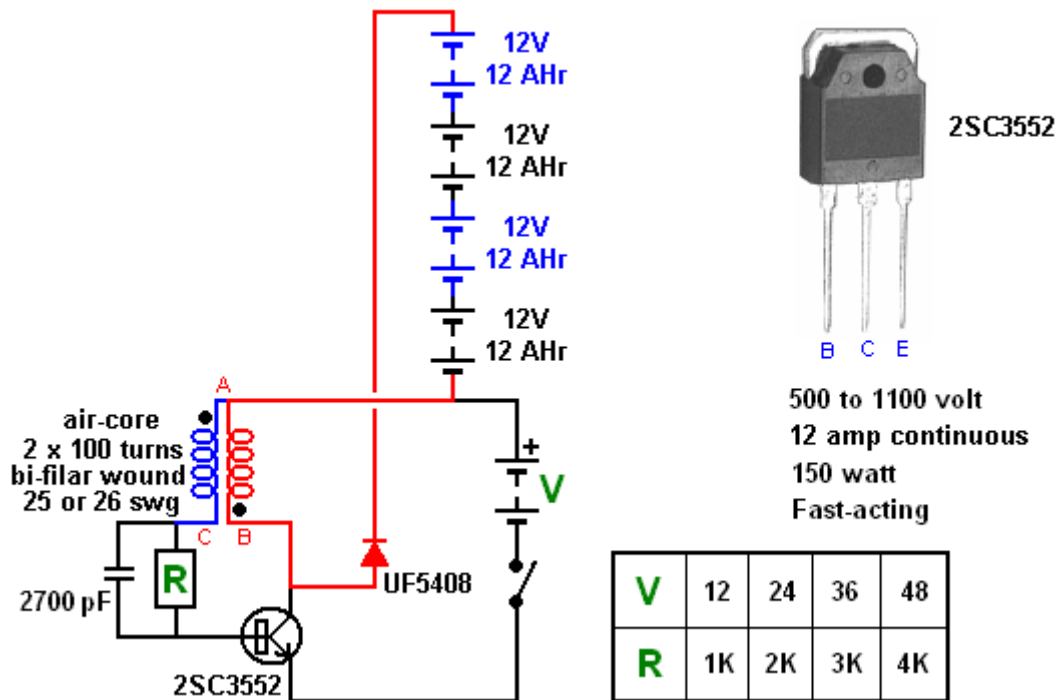 12V
12 AHr
12V
12 AHr
12V
12 AHr
12V
12 AHr
2SC3552
B C E
500 to 1100 volt
12 amp continuous
150 watt
Fast-acting
A
air-core
2 x 100 turns
bi-filar wound
25 or 26 swg
C B
+
V
R
2700 pF
UF5408
2SC3552
V 12 24 36 48
R 1K 2K 3K 4K